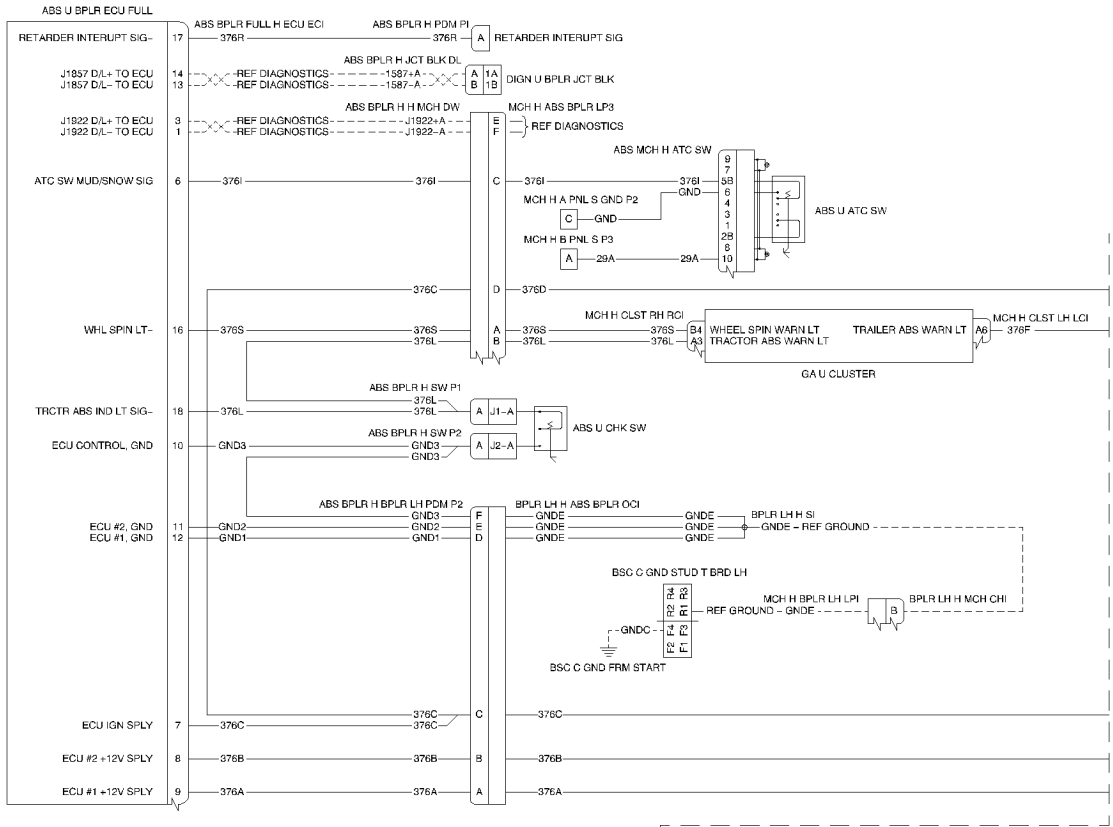 ABS U BPLR ECU FULL
ABS BPLR FULL H ECU ECI
ABS BPLR H PDM PI
RETARDER INTERUPT SIG– 17 376R 376R A RETARDER INTERUPT SIG
ABS BPLR H JCT BLK DL
J1857 D/L+ TO ECU 14 REF DIAGNOSTICS 1587+A A 1A
J1857 D/L– TO ECU 13 REF DIAGNOSTICS 1587–A B 1B
DIGN U BPLR JCT BLK
ABS BPLR H H MCH DW MCH H ABS BPLR LP3
J1922 D/L+ TO ECU 3 REF DIAGNOSTICS J1922+A E
J1922 D/L– TO ECU 1 REF DIAGNOSTICS J1922–A F
REF DIAGNOSTICS
ABS MCH H ATC SW
9
7
ATC SW MUD/SNOW SIG 6 376I 376I C 376I 376I 5B
GND 6
MCH H A PNL S GND P2
4
C GND
3
1
ABS U ATC SW
2B
MCH H B PNL S P3
8
A 29A 29A 10
376C D 376D
MCH H CLST RH RCI
MCH H CLST LH LCI
WHL SPIN LT– 16 376S 376S A 376S 376S B4 WHEEL SPIN WARN LT TRAILER ABS WARN LT A6 376F
376L B 376L 376L A3 TRACTOR ABS WARN LT
GA U CLUSTER
ABS BPLR H SW P1
376L
TRCTR ABS IND LT SIG– 18 376L 376L A J1–A
ABS U CHK SW
ABS BPLR H SW P2
ECU CONTROL, GND 10 GND3 GND3 A J2–A
GND3
ABS BPLR H BPLR LH PDM P2 BPLR LH H ABS BPLR OCI
GND3 F GNDE GNDE BPLR LH H SI
ECU #2, GND 11 GND2 GND2 E GNDE GNDE GNDE – REF GROUND
ECU #1, GND 12 GND1 GND1 D GNDE GNDE
BSC C GND STUD T BRD LH
R4 R3
R2 R1
F4 F3
F2 F1
MCH H BPLR LH LPI BPLR LH H MCH CHI
REF GROUND – GNDE B
GNDC
BSC C GND FRM START
376C C 376C
ECU IGN SPLY 7 376C 376C
ECU #2 +12V SPLY 8 376B 376B B 376B
ECU #1 +12V SPLY 9 376A 376A A 376A